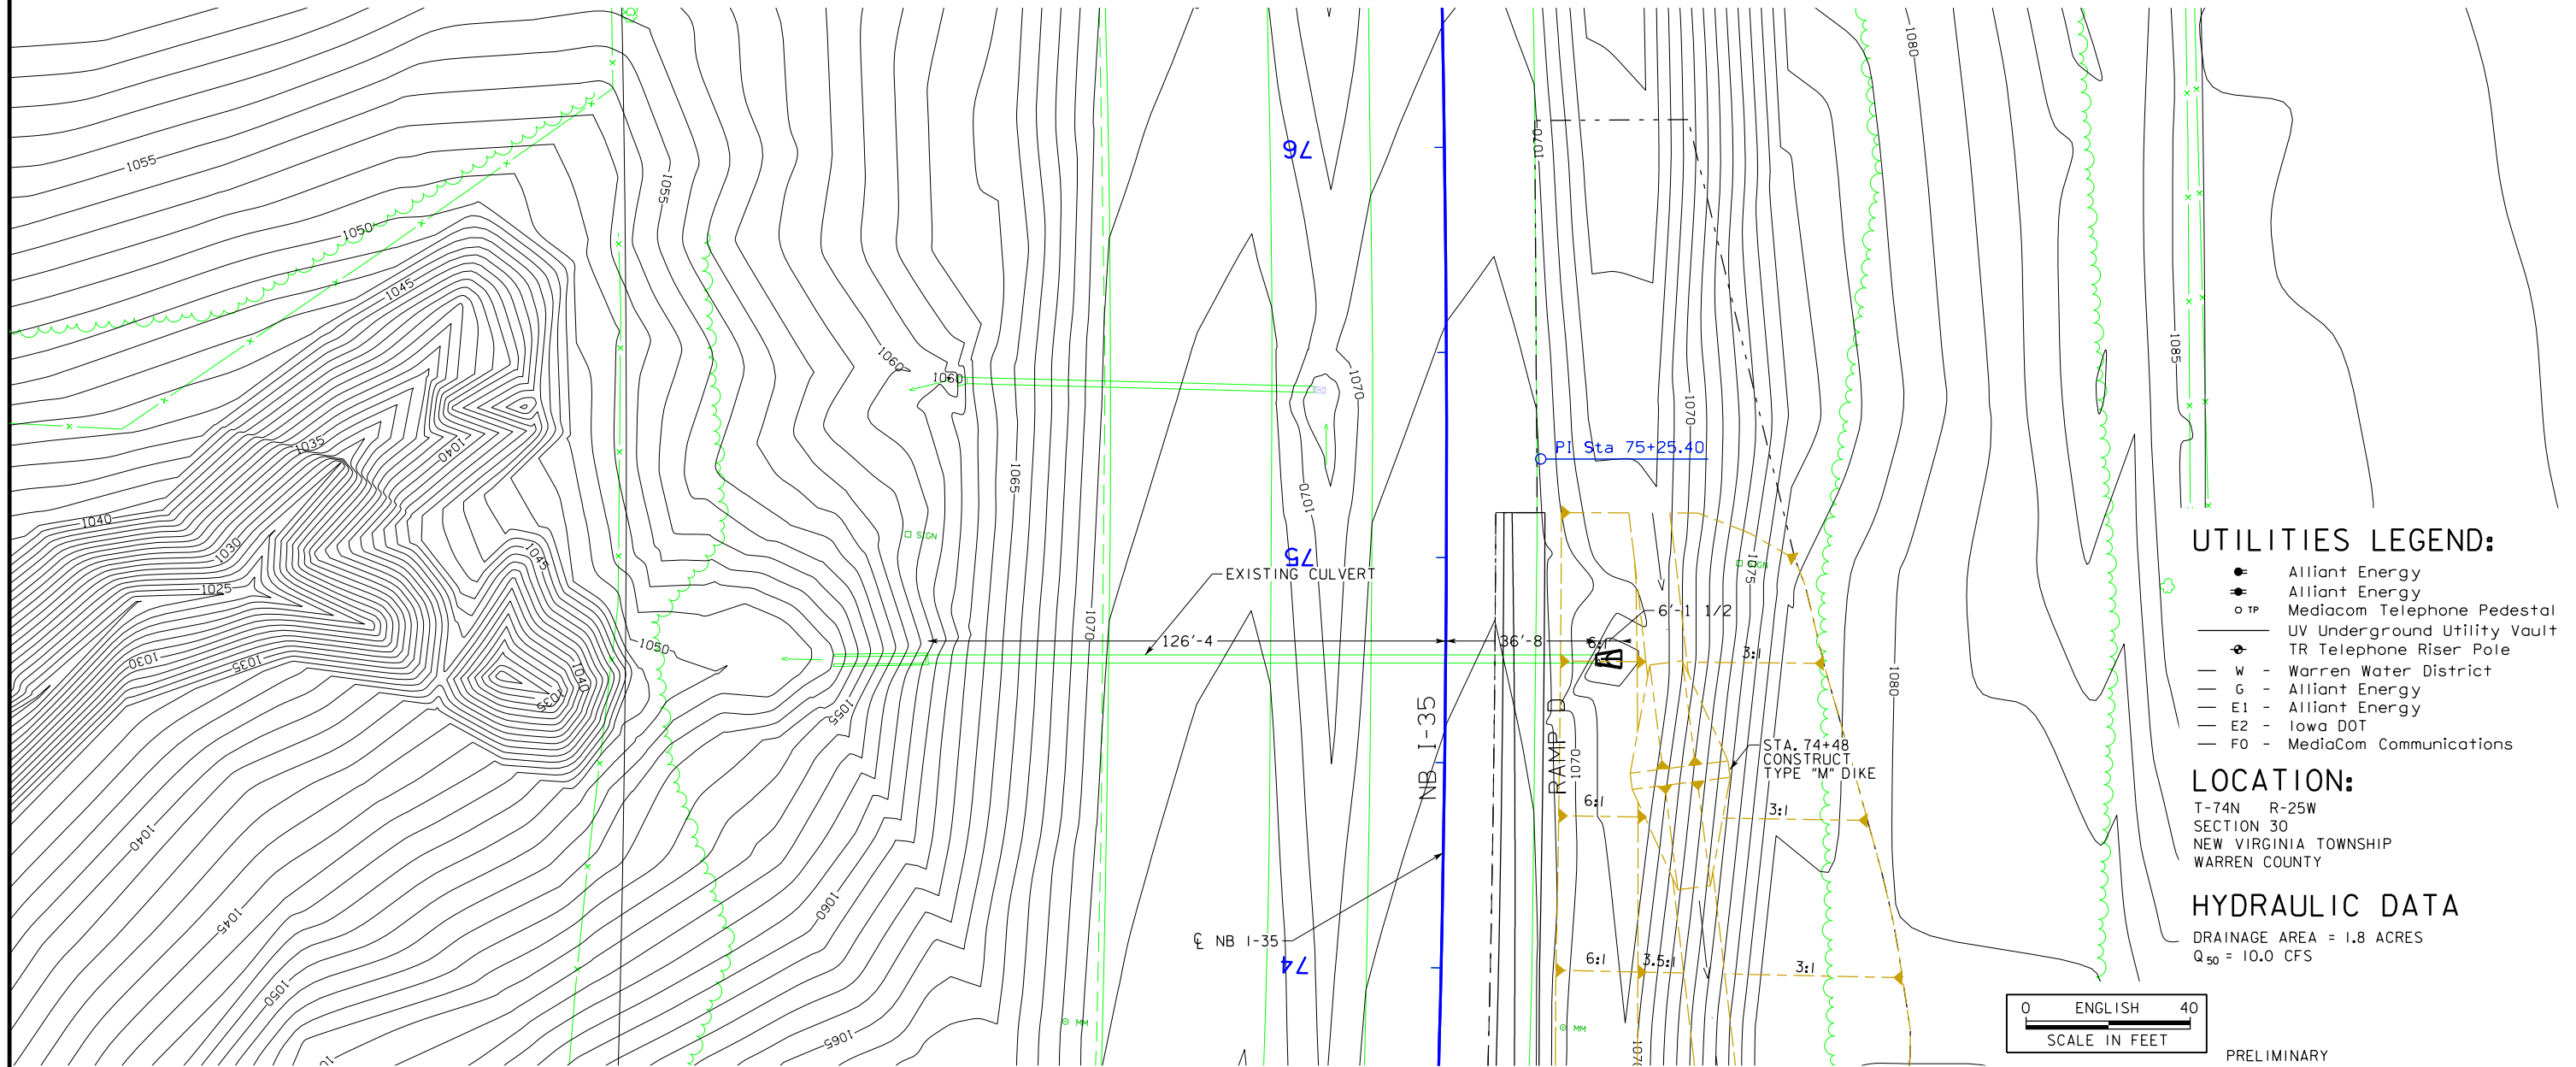 1055
1050
1045
1035
1040
1040
1030
1025
1030
1035
1045
1040
1035
1050
1055
1040
1045
1050
1060
1065
1055
1060
1060
1065
SIGN
1070
MM
EXISTING CULVERT
126'-4
36'-8
6'-1 1/2
76
75
74
1070
1070
1070
1070
1070
1075
1080
1080
1085
PI Sta 75+25.40
SIGN
NB I-35
RAMP D
℄ NB I-35
6:1
3:1
STA. 74+48
CONSTRUCT
TYPE "M" DIKE
6:1
3:1
6:1
3.5:1
3:1
1070
MM
UTILITIES LEGEND:
Alliant Energy
Alliant Energy
TP Mediacom Telephone Pedestal
UV Underground Utility Vault
TR Telephone Riser Pole
— W - Warren Water District
— G - Alliant Energy
— E1 - Alliant Energy
— E2 - Iowa DOT
— FO - MediaCom Communications
LOCATION:
T-74N R-25W
SECTION 30
NEW VIRGINIA TOWNSHIP
WARREN COUNTY
HYDRAULIC DATA
DRAINAGE AREA = 1.8 ACRES
Q50 = 10.0 CFS
0 ENGLISH 40
SCALE IN FEET
PRELIMINARY